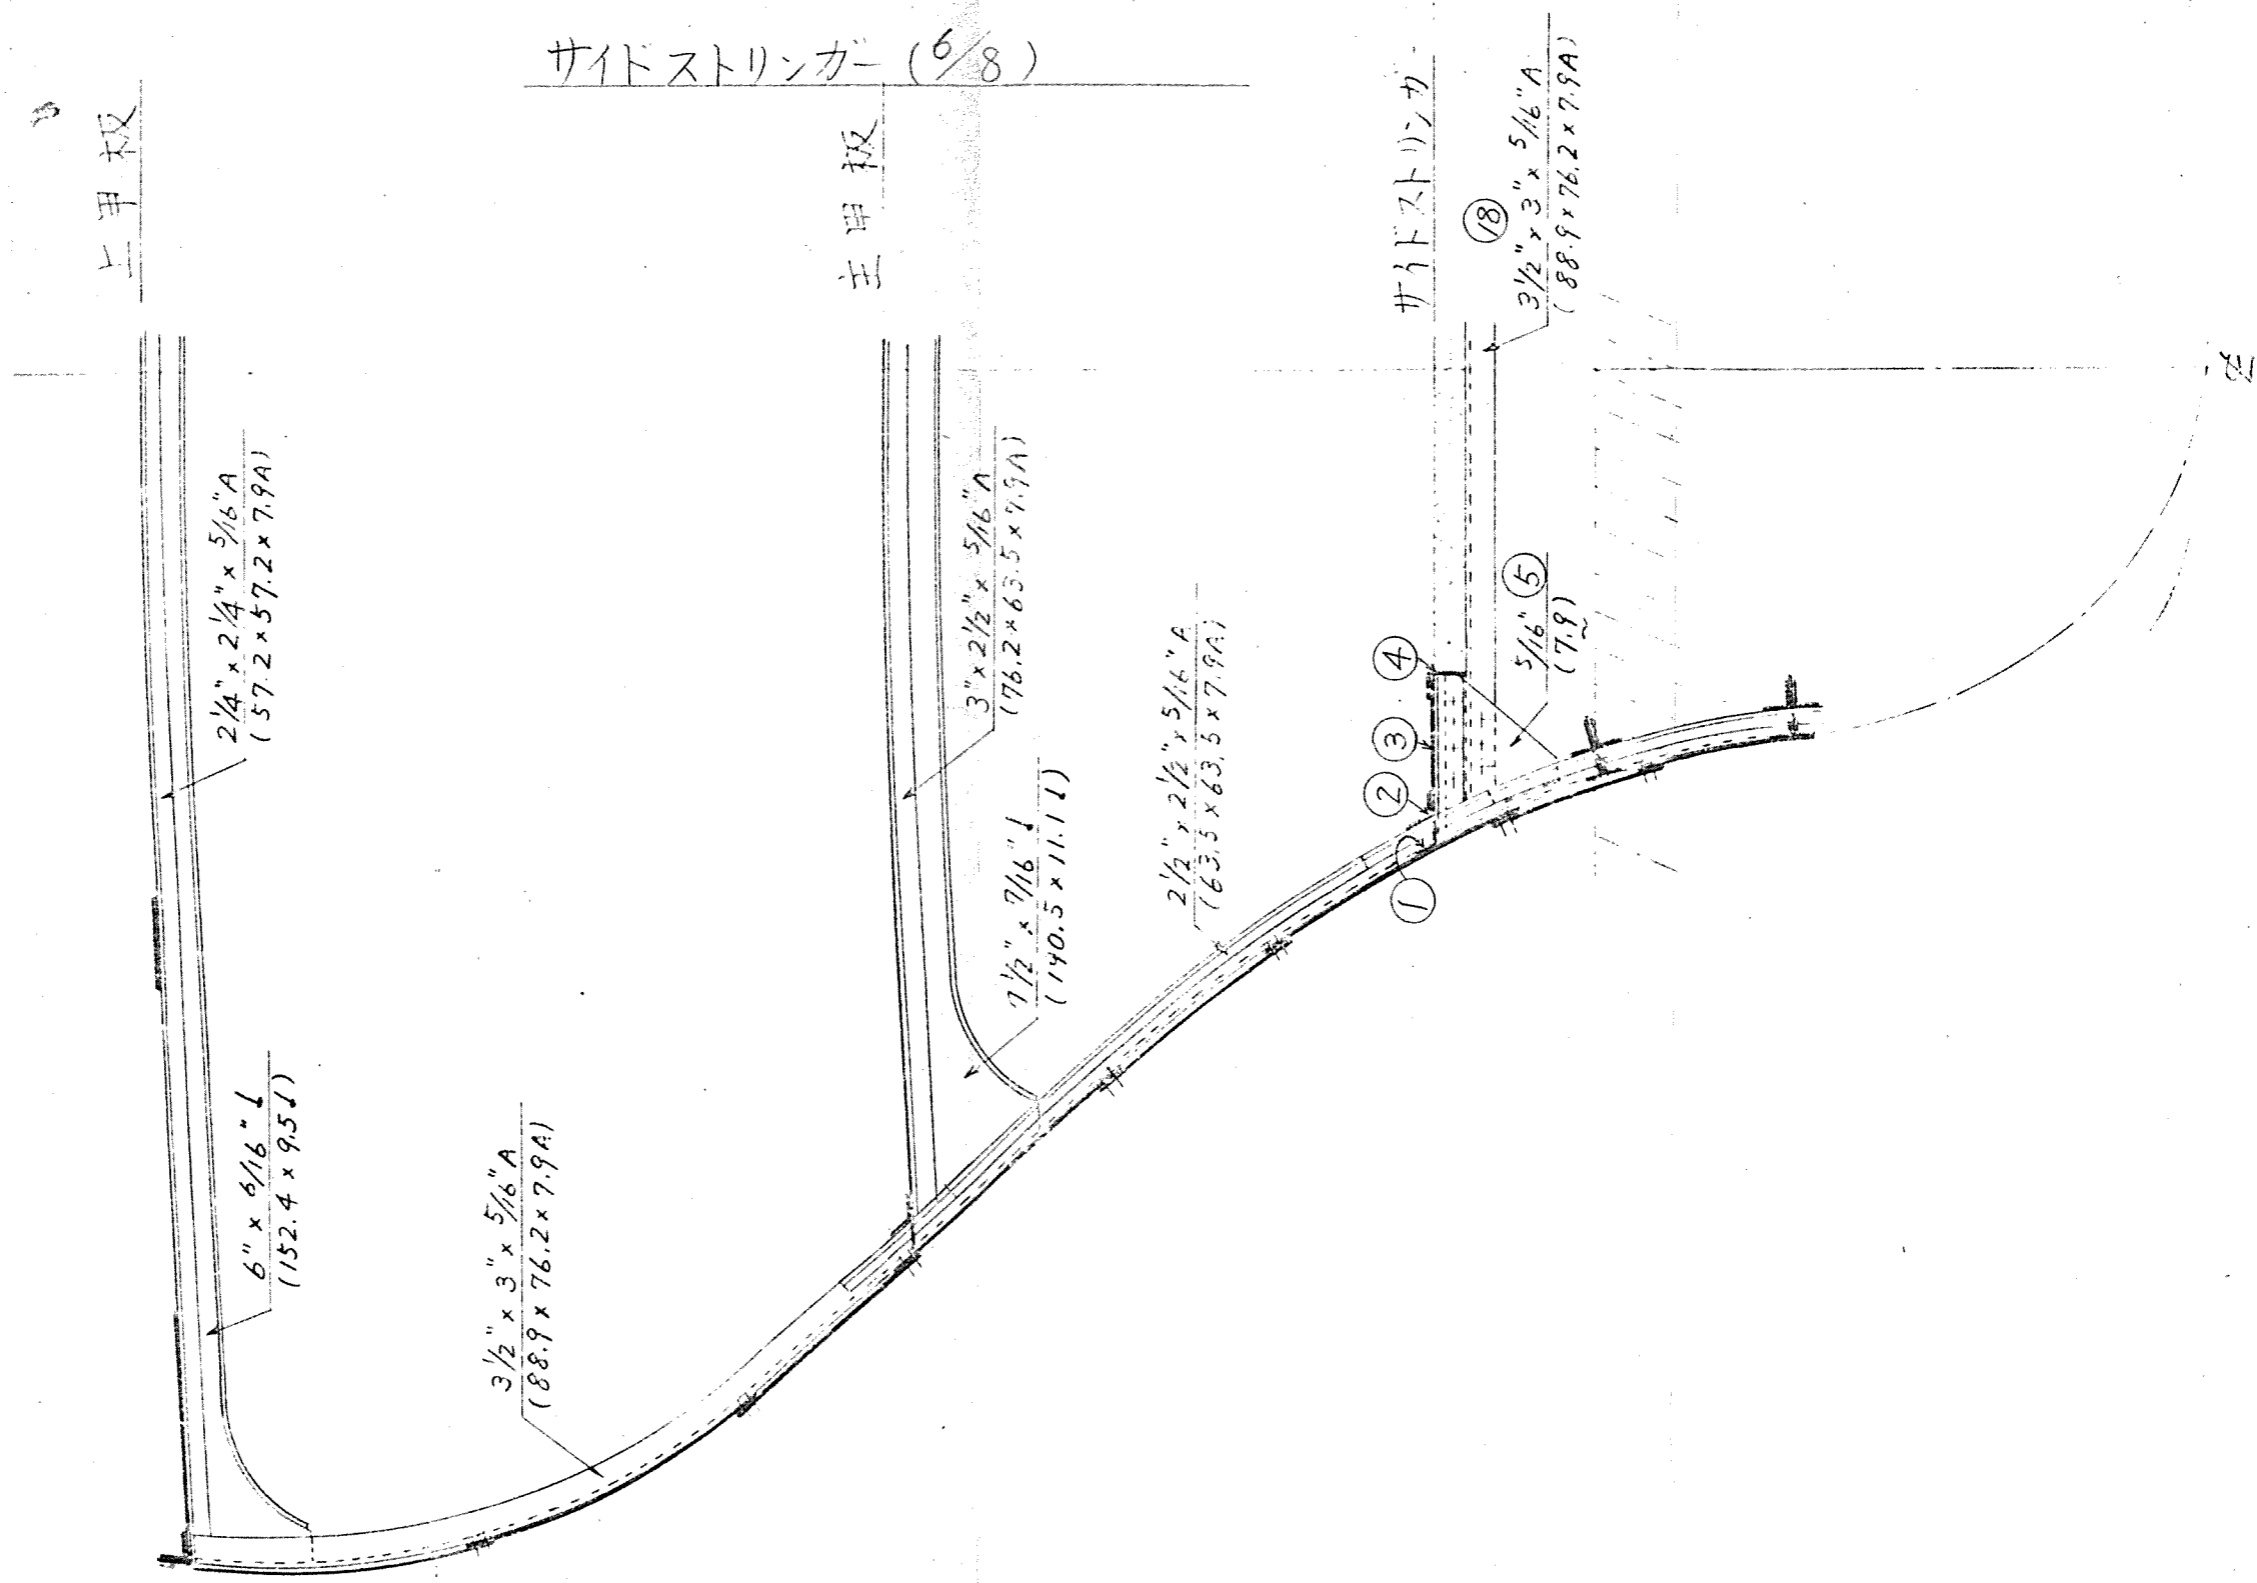 サイドストリンガー (6/8)
上甲板
主甲板
サイドストリンガ
⑱
3 1/2" x 3" x 5/16" A
(88.9 x 76.2 x 7.9A)
2 1/4" x 2 1/4" x 5/16" A
(57.2 x 57.2 x 7.9A)
3" x 2 1/2" x 5/16" A
(76.2 x 63.5 x 7.9A)
5/16" ⑤
(7.9)
2 1/2" x 2 1/2" x 5/16" A
(63.5 x 63.5 x 7.9A)
① ② ③ ④
7 1/2" x 7/16"
(190.5 x 11.1
6" x 6/16"
(152.4 x 9.5
3 1/2" x 3" x 5/16" A
(88.9 x 76.2 x 7.9A)